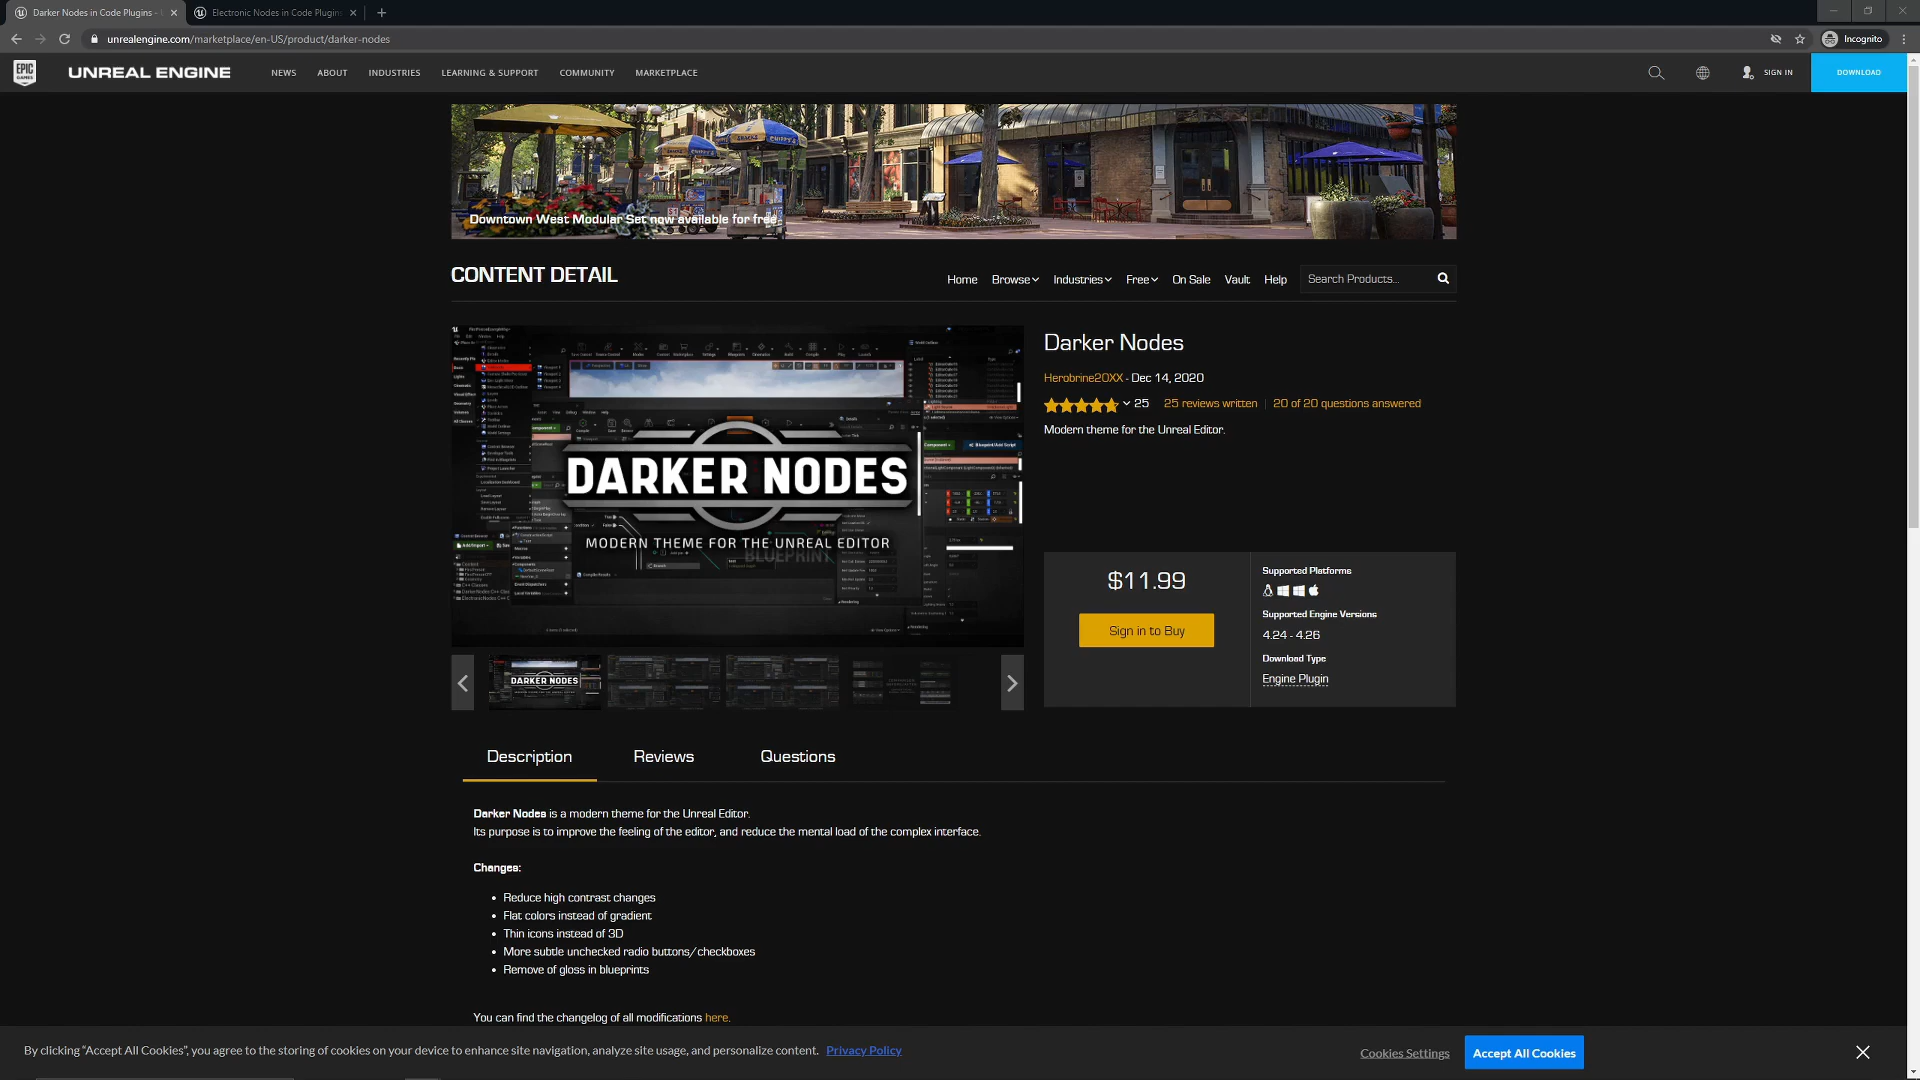 Darker Nodes in Code Plugins -
Electronic Nodes in Code Plugins
unrealengine.com/marketplace/en-US/product/darker-nodes
Incognito
EPIC GAMES
UNREAL ENGINE
NEWS
ABOUT
INDUSTRIES
LEARNING & SUPPORT
COMMUNITY
MARKETPLACE
SIGN IN
DOWNLOAD
Downtown West Modular Set now available for free
CONTENT DETAIL
Home
Browse
Industries
Free
On Sale
Vault
Help
Search Products...
DARKER NODES
MODERN THEME FOR THE UNREAL EDITOR
BLUEPRINT
DARKER NODES
Darker Nodes
Herobrine20XX - Dec 14, 2020
25
25 reviews written
20 of 20 questions answered
Modern theme for the Unreal Editor.
$11.99
Sign in to Buy
Supported Platforms
Supported Engine Versions
4.24 - 4.26
Download Type
Engine Plugin
Description
Reviews
Questions
Darker Nodes is a modern theme for the Unreal Editor.
Its purpose is to improve the feeling of the editor, and reduce the mental load of the complex interface.
Changes:
• Reduce high contrast changes
• Flat colors instead of gradient
• Thin icons instead of 3D
• More subtle unchecked radio buttons/checkboxes
• Remove of gloss in blueprints
You can find the changelog of all modifications here.
By clicking “Accept All Cookies”, you agree to the storing of cookies on your device to enhance site navigation, analyze site usage, and personalize content. Privacy Policy
Cookies Settings
Accept All Cookies